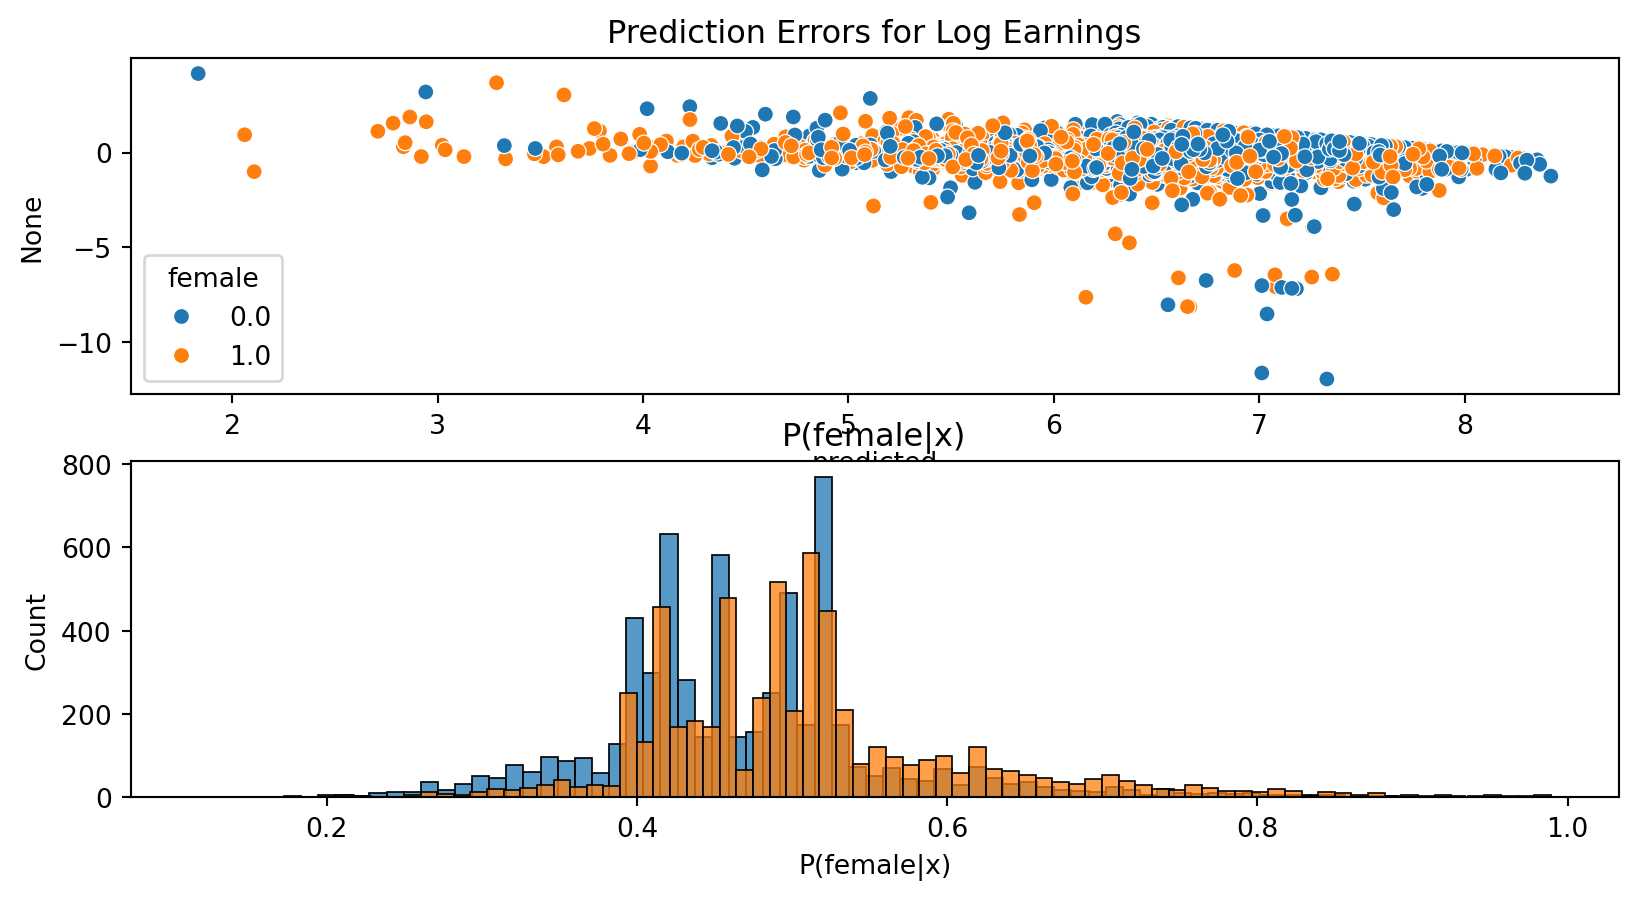 Prediction Errors for Log Earnings
None
0
−5
−10
female
0.0
1.0
2 3 4 5 6 7 8
predicted
P(female|x)
Count
800
600
400
200
0
0.2 0.4 0.6 0.8 1.0
P(female|x)